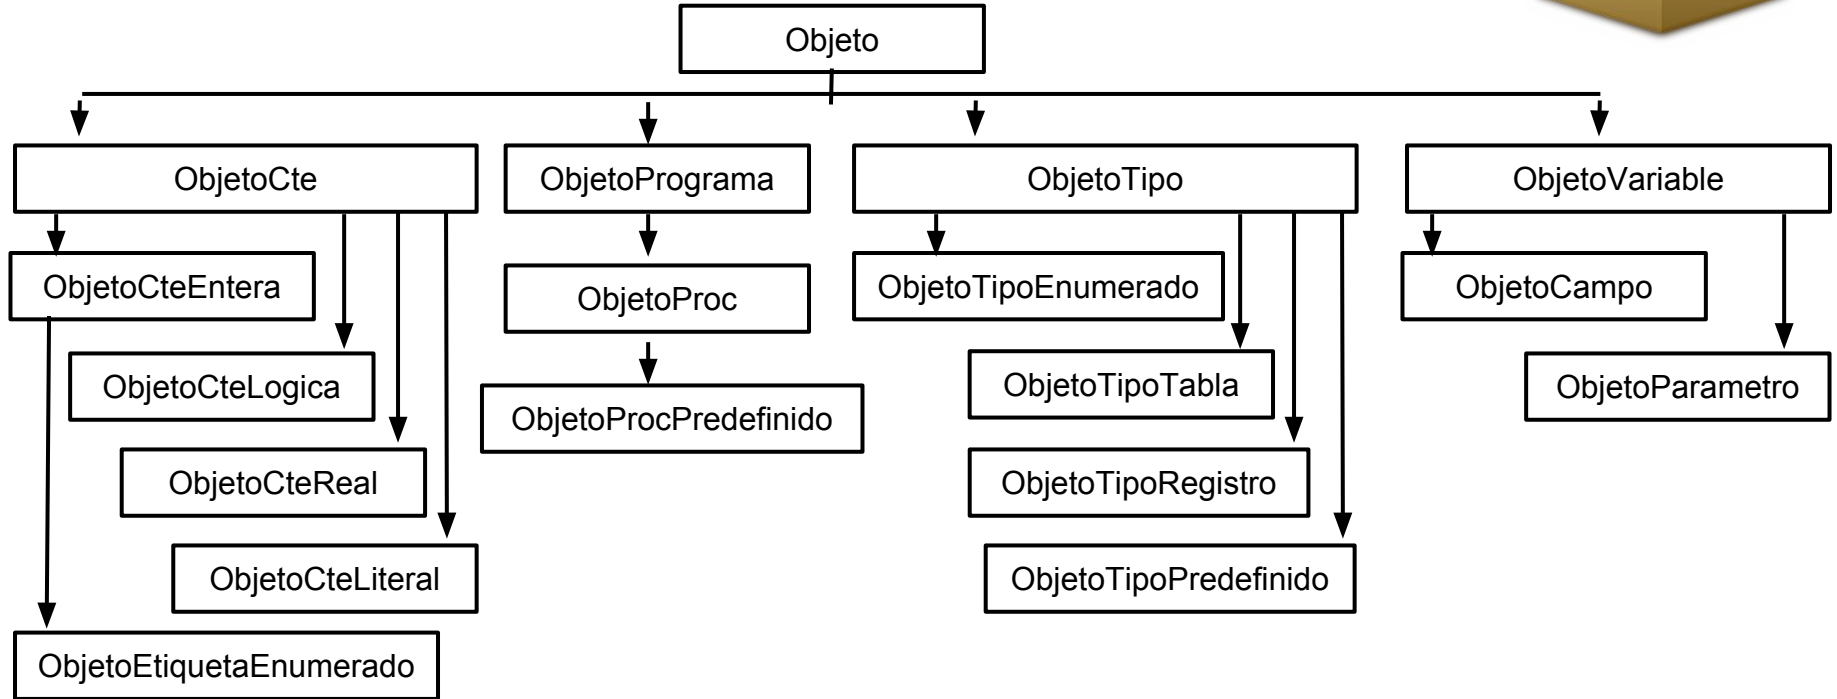 Objeto
ObjetoCte
ObjetoPrograma
ObjetoTipo
ObjetoVariable
ObjetoCteEntera
ObjetoProc
ObjetoTipoEnumerado
ObjetoCampo
ObjetoCteLogica
ObjetoProcPredefinido
ObjetoTipoTabla
ObjetoParametro
ObjetoCteReal
ObjetoTipoRegistro
ObjetoCteLiteral
ObjetoTipoPredefinido
ObjetoEtiquetaEnumerado